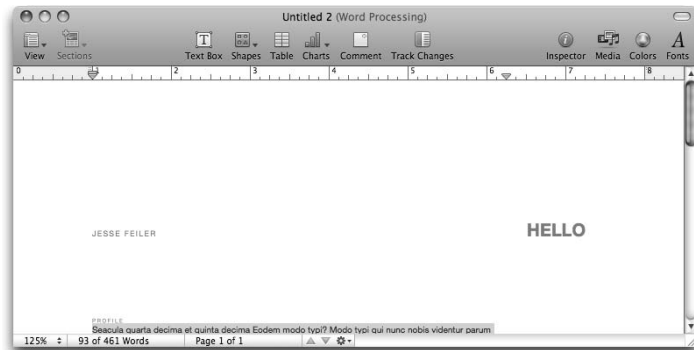 Untitled 2 (Word Processing)
View Sections Text Box Shapes Table Charts Comment Track Changes Inspector Media Colors Fonts
0 2 3 4 5 6 7 8
JESSE FEILER HELLO
PROFILE
Seacula quarta decima et quinta decima Eodem modo typi? Modo typi qui nunc nobis videntur parum
125% 93 of 461 Words Page 1 of 1